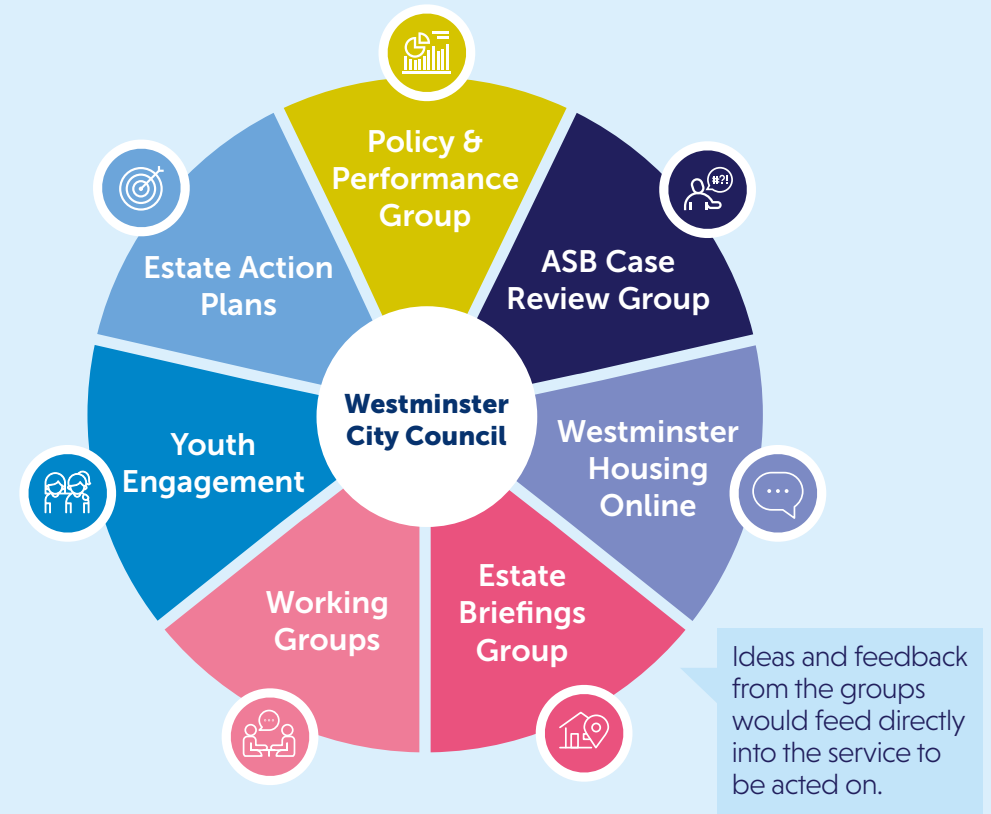 Policy &
Performance
Group
ASB Case
Review Group
#?!
Westminster
Housing
Online
Estate
Briefings
Group
Working
Groups
Youth
Engagement
Estate Action
Plans
Westminster
City Council
Ideas and feedback
from the groups
would feed directly
into the service to
be acted on.